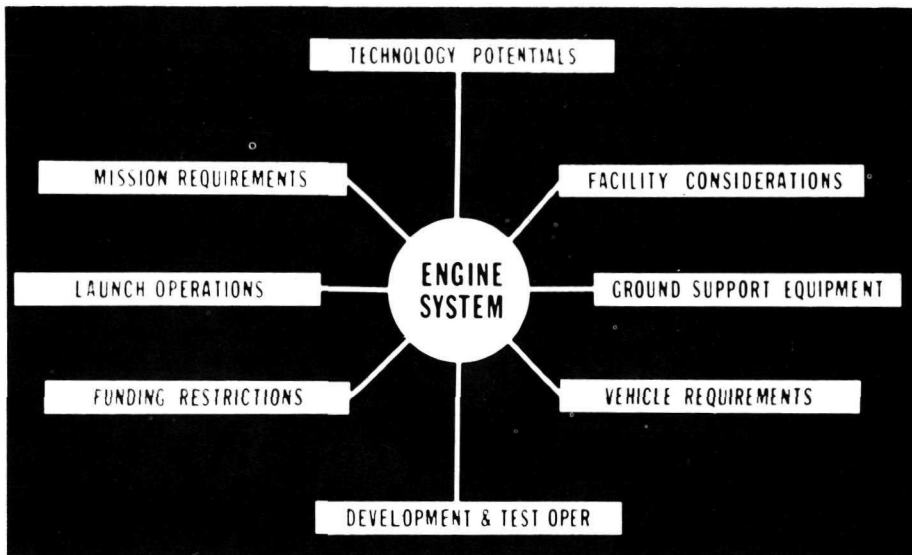 TECHNOLOGY POTENTIALS
MISSION REQUIREMENTS
FACILITY CONSIDERATIONS
LAUNCH OPERATIONS
ENGINE
SYSTEM
GROUND SUPPORT EQUIPMENT
FUNDING RESTRICTIONS
VEHICLE REQUIREMENTS
DEVELOPMENT & TEST OPER